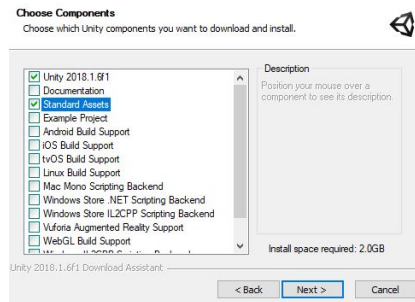 Choose Components
Choose which Unity components you want to download and install.
Unity 2018.1.6f1
Documentation
Standard Assets
Example Project
Android Build Support
iOS Build Support
tvOS Build Support
Linux Build Support
Mac Mono Scripting Backend
Windows Store .NET Scripting Backend
Windows Store IL2CPP Scripting Backend
Vuforia Augmented Reality Support
WebGL Build Support
Description
Position your mouse over a
component to see its description.
Install space required: 2.0GB
Unity 2018.1.6f1 Download Assistant
< Back
Next >
Cancel